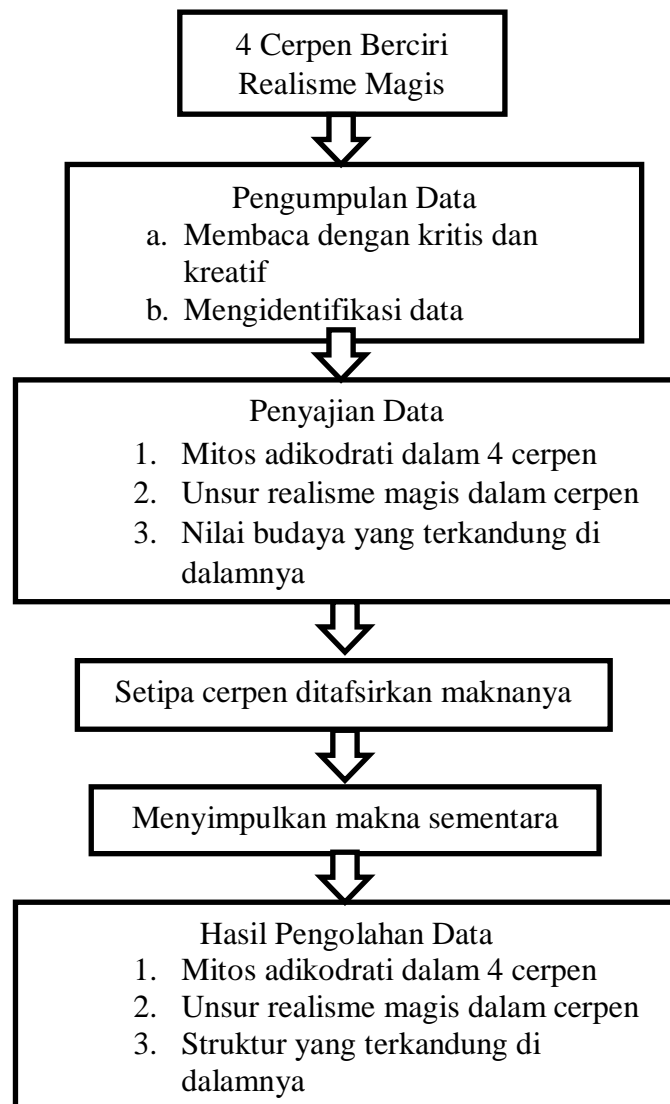 4 Cerpen Berciri
Realisme Magis
Pengumpulan Data
a. Membaca dengan kritis dan
kreatif
b. Mengidentifikasi data
Penyajian Data
1. Mitos adikodrati dalam 4 cerpen
2. Unsur realisme magis dalam cerpen
3. Nilai budaya yang terkandung di
dalamnya
Setipa cerpen ditafsirkan maknanya
Menyimpulkan makna sementara
Hasil Pengolahan Data
1. Mitos adikodrati dalam 4 cerpen
2. Unsur realisme magis dalam cerpen
3. Struktur yang terkandung di
dalamnya